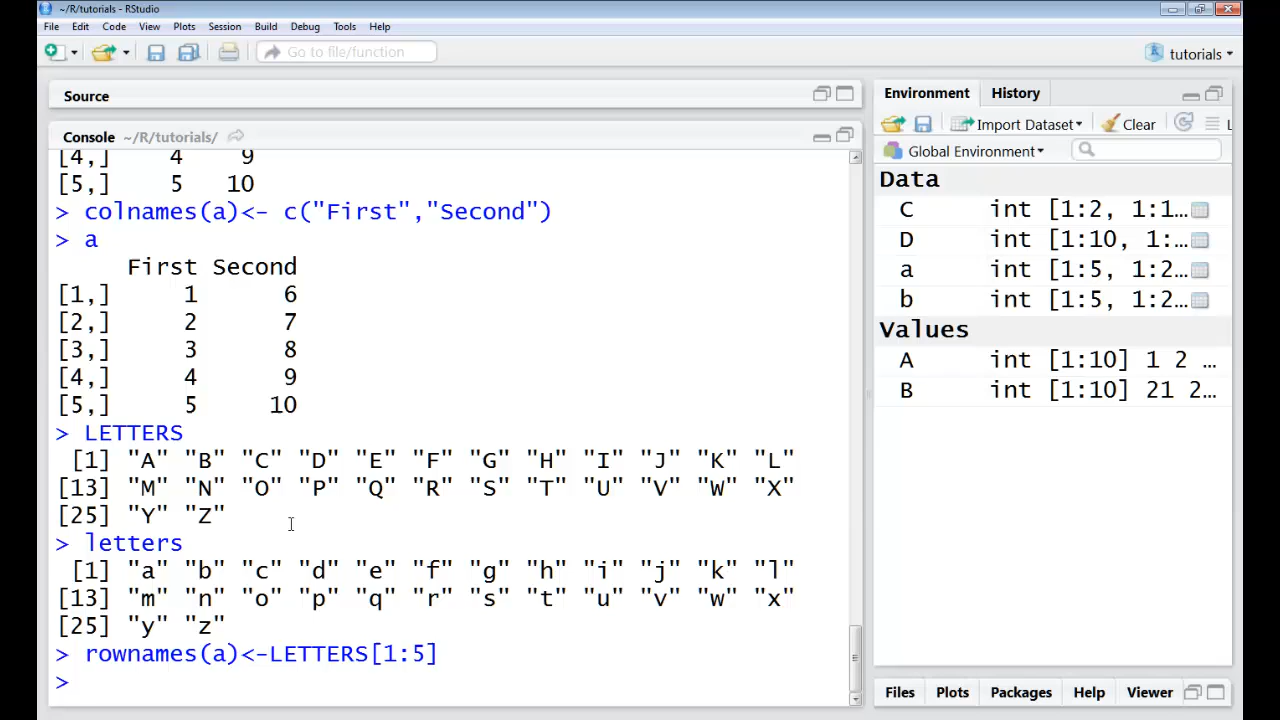 ~/R/tutorials - RStudio
File Edit Code View Plots Session Build Debug Tools Help
Go to file/function
tutorials
Source
Console ~/R/tutorials/
[4,] 4 9
[5,] 5 10
> colnames(a)<- c("First","Second")
> a
First Second
[1,] 1 6
[2,] 2 7
[3,] 3 8
[4,] 4 9
[5,] 5 10
> LETTERS
[1] "A" "B" "C" "D" "E" "F" "G" "H" "I" "J" "K" "L"
[13] "M" "N" "O" "P" "Q" "R" "S" "T" "U" "V" "W" "X"
[25] "Y" "Z"
> letters
[1] "a" "b" "c" "d" "e" "f" "g" "h" "i" "j" "k" "l"
[13] "m" "n" "o" "p" "q" "r" "s" "t" "u" "v" "w" "x"
[25] "y" "z"
> rownames(a)<-LETTERS[1:5]
>
Environment History
Import Dataset Clear L
Global Environment
Data
C int [1:2, 1:1…
D int [1:10, 1:…
a int [1:5, 1:2…
b int [1:5, 1:2…
Values
A int [1:10] 1 2 …
B int [1:10] 21 2…
Files Plots Packages Help Viewer